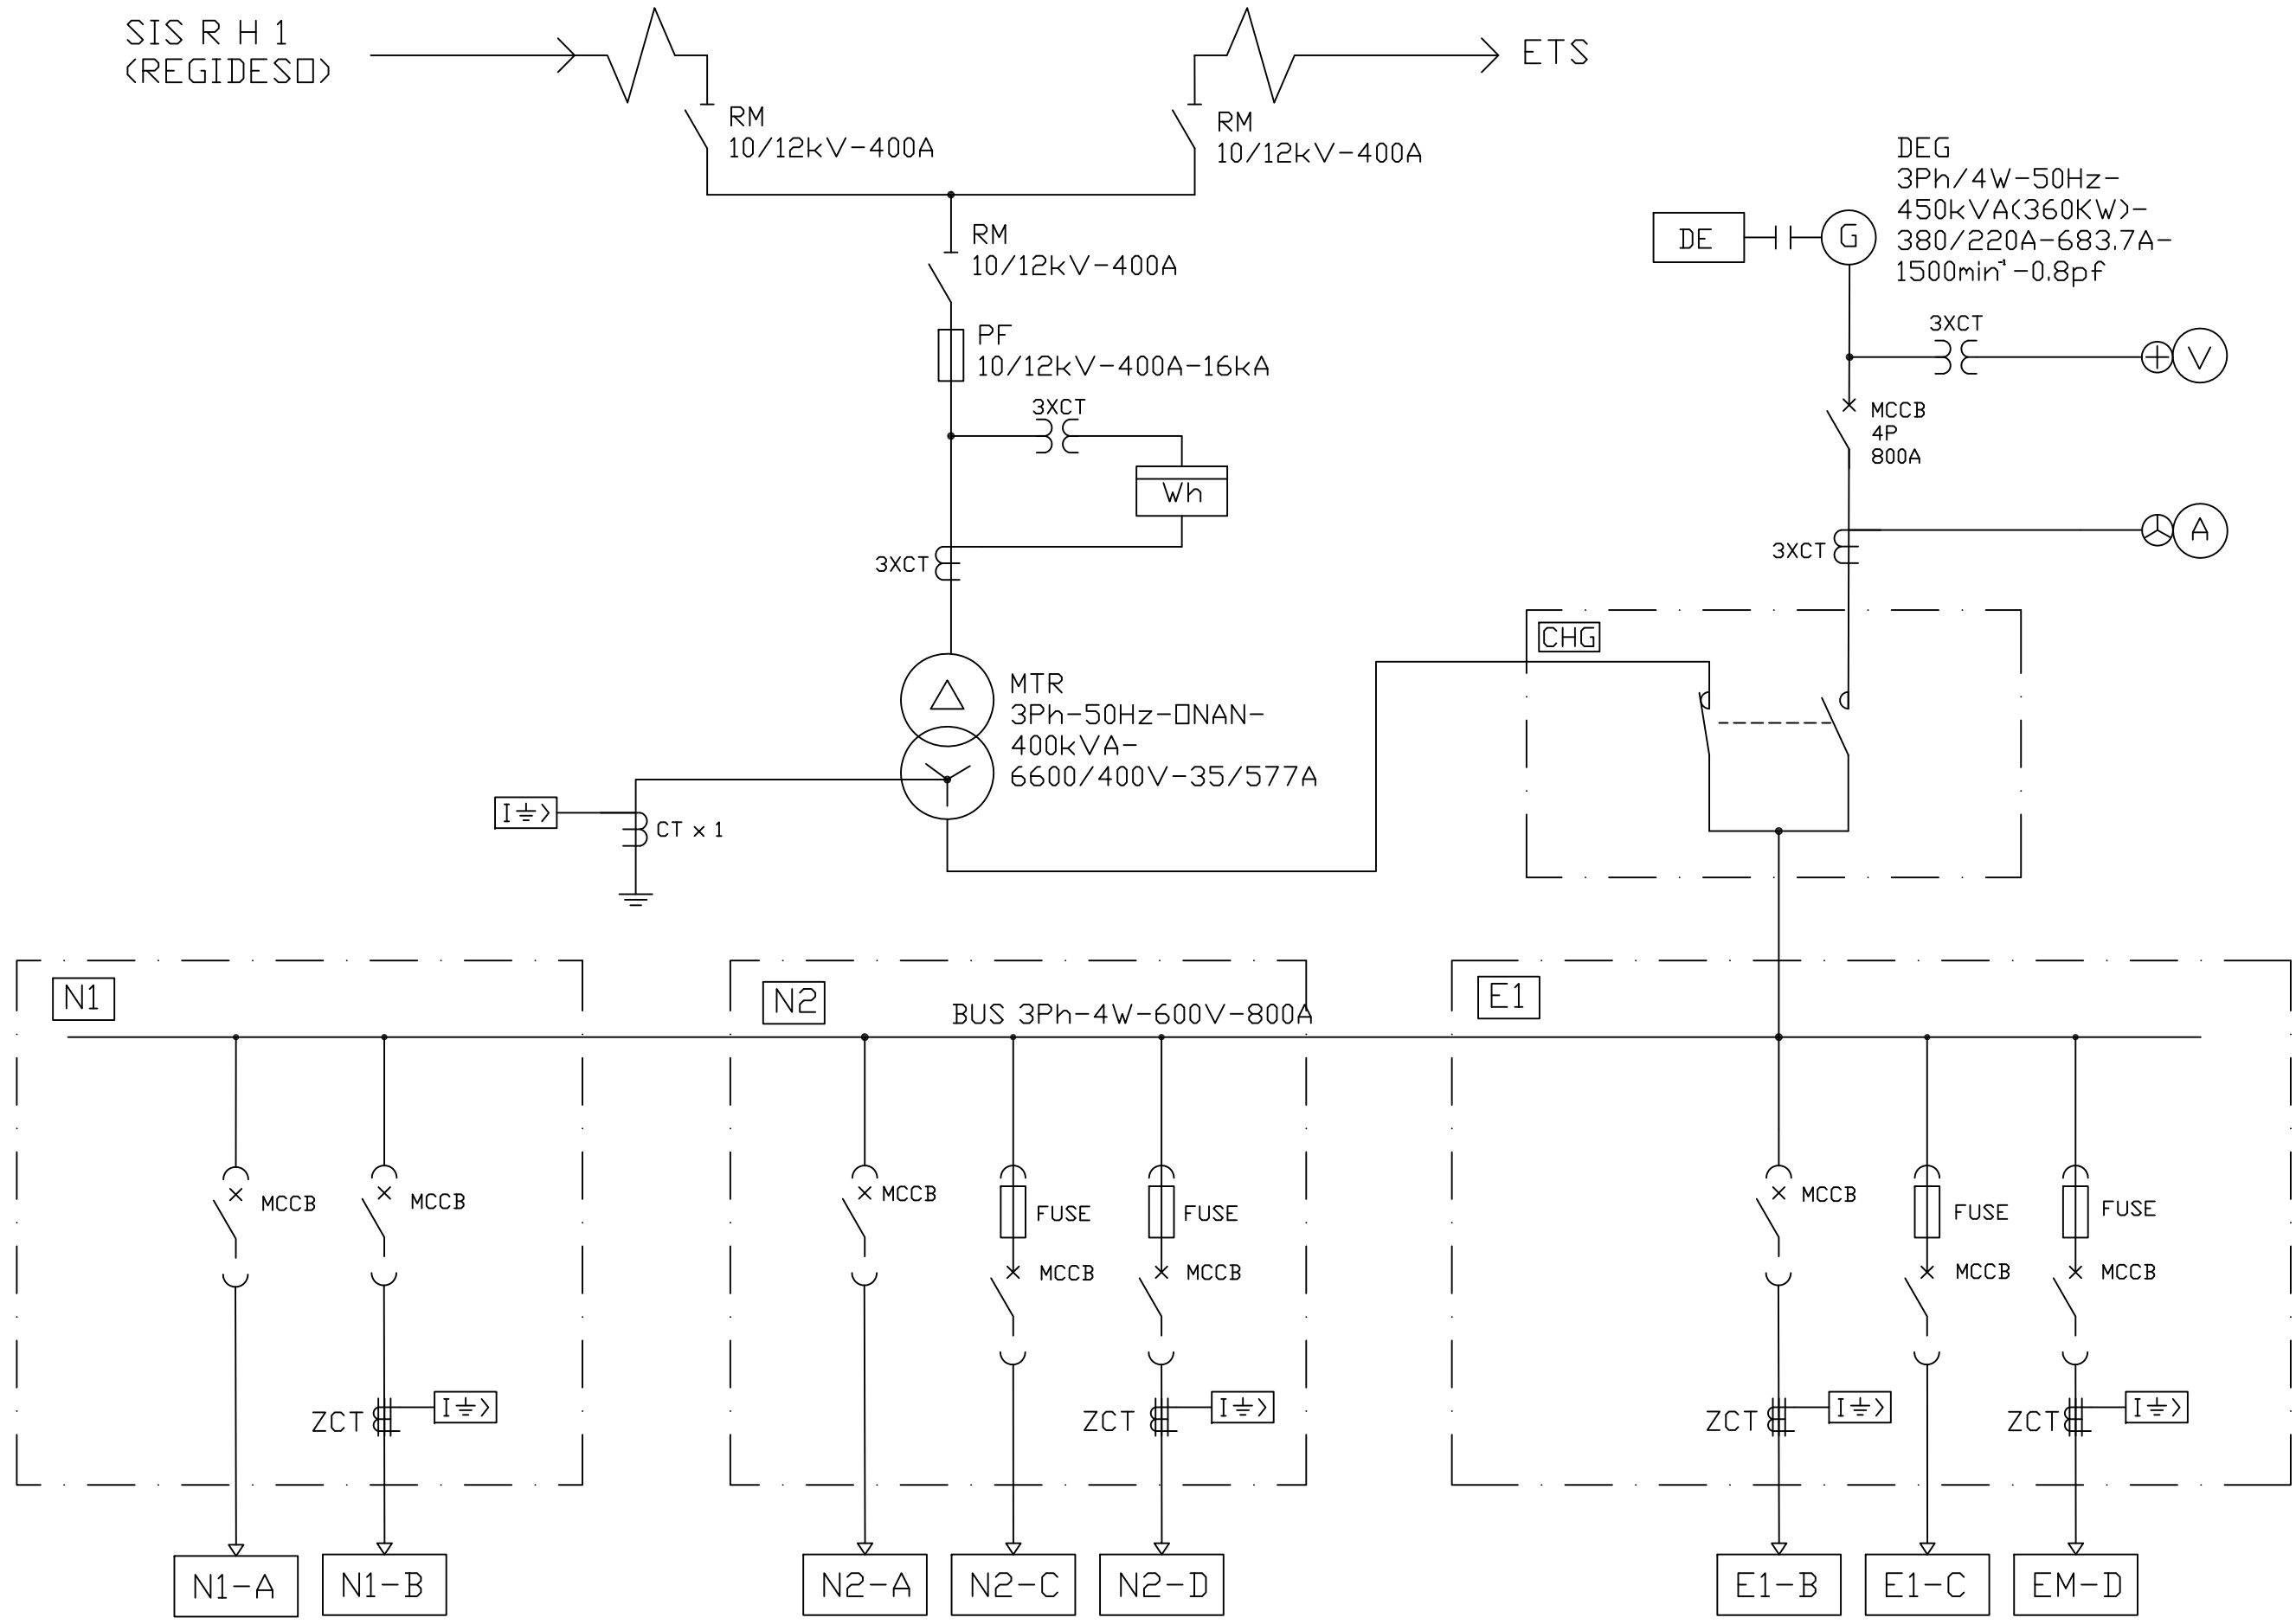 SIS R H 1
(REGIDESO)
ETS
RM
10/12kV-400A
RM
10/12kV-400A
DEG
3Ph/4W-50Hz-
450kVA(360KW)-
380/220A-683.7A-
1500min⁻¹-0.8pf
RM
10/12kV-400A
DE
G
PF
10/12kV-400A-16kA
3XCT
V
3XCT
MCCB
4P
800A
Wh
3XCT
3XCT
A
CHG
MTR
3Ph-50Hz-ONAN-
400kVA-
6600/400V-35/577A
I
CT x 1
N1
N2
E1
BUS 3Ph-4W-600V-800A
MCCB
MCCB
MCCB
FUSE
FUSE
MCCB
MCCB
MCCB
FUSE
FUSE
MCCB
MCCB
ZCT
I
ZCT
I
ZCT
I
ZCT
I
N1-A
N1-B
N2-A
N2-C
N2-D
E1-B
E1-C
EM-D